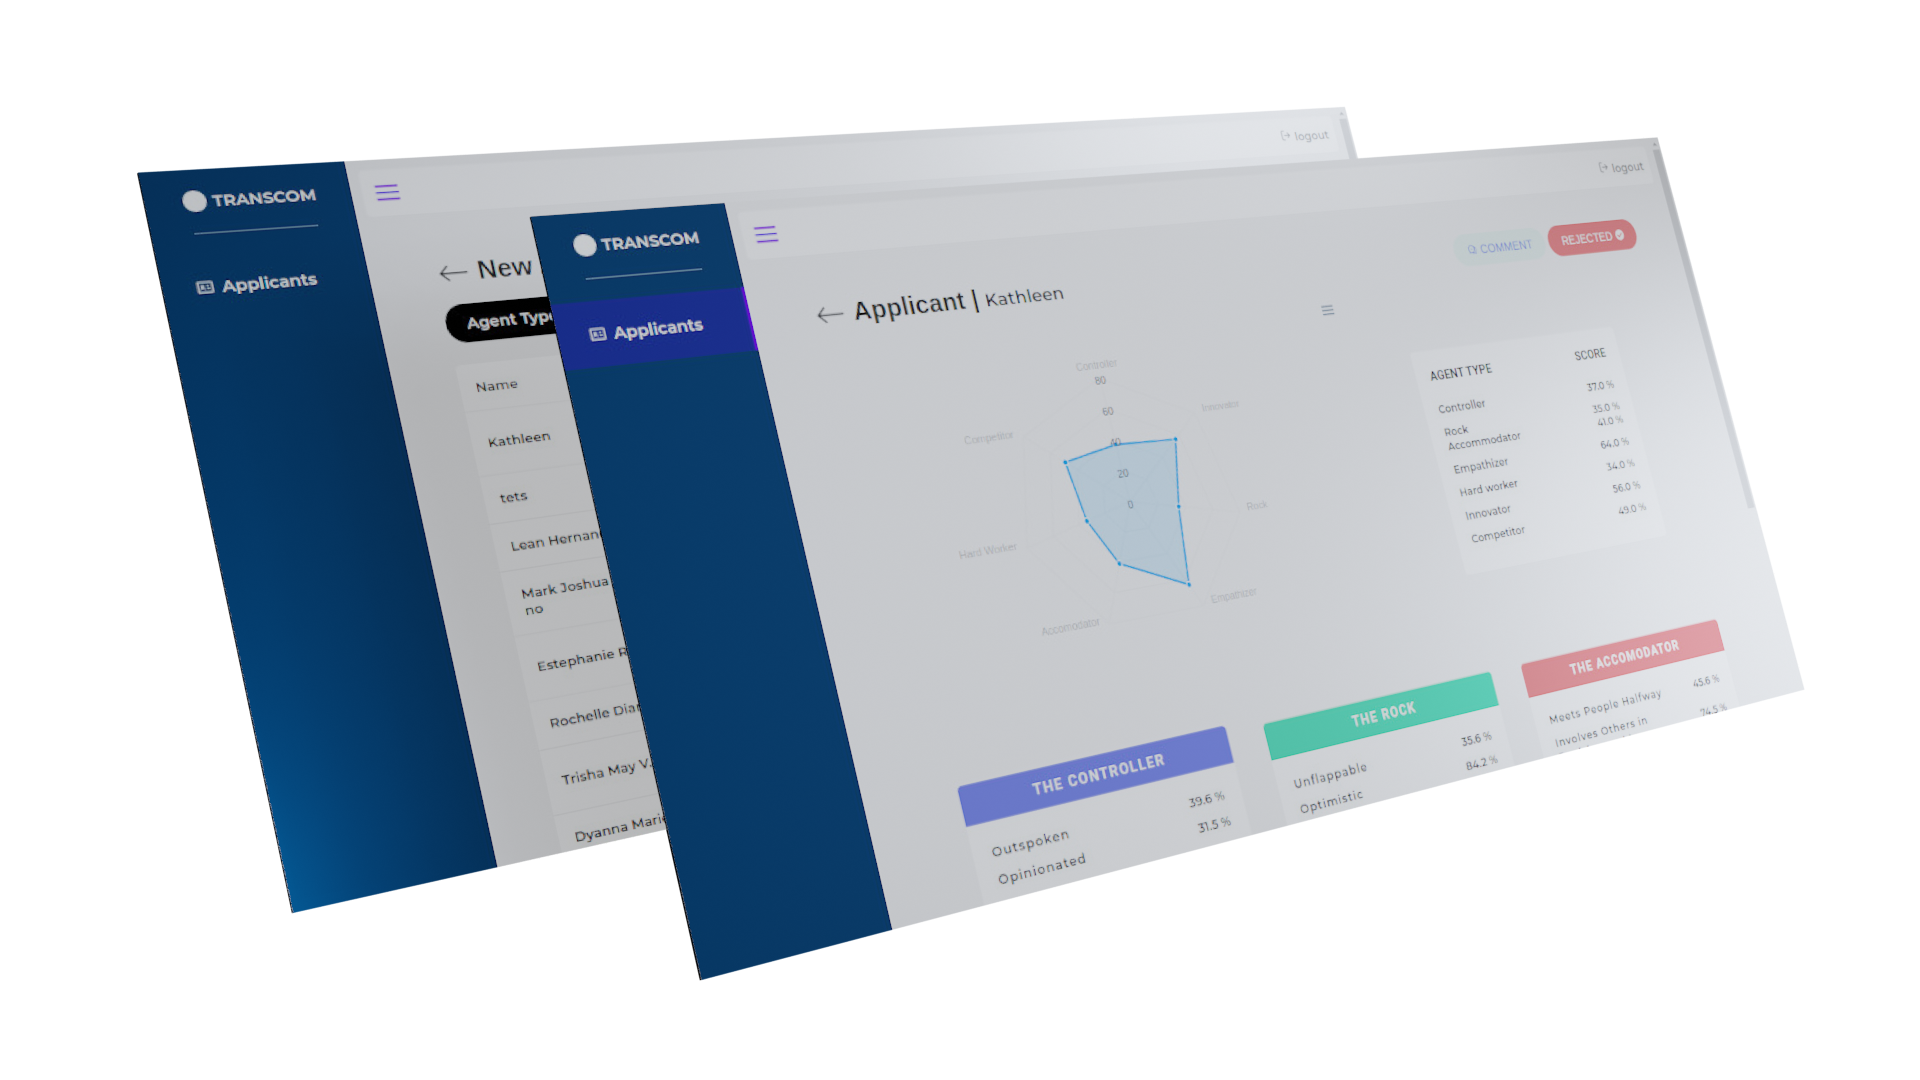 TRANSCOM
Applicants
logout
New
Agent Type
Name
Kathleen
tets
Lean Hernan
Mark Joshua
no
Estephanie R
Rochelle Dia
Trisha May V.
Dyanna Marie
TRANSCOM
Applicants
logout
COMMENT
REJECTED
Applicant | Kathleen
Controller
80
60
40
20
0
Innovator
Rock
Empathizer
Accomodator
Hard Worker
Competitor
AGENT TYPE SCORE
Controller 37.0 %
Rock 35.0 %
Accommodator 41.0 %
Empathizer 64.0 %
Hard worker 34.0 %
Innovator 56.0 %
Competitor 49.0 %
THE CONTROLLER
Outspoken 39.6 %
Opinionated 31.5 %
THE ROCK
Unflappable 35.6 %
Optimistic 84.2 %
THE ACCOMODATOR
Meets People Halfway 45.6 %
Involves Others in 74.5 %